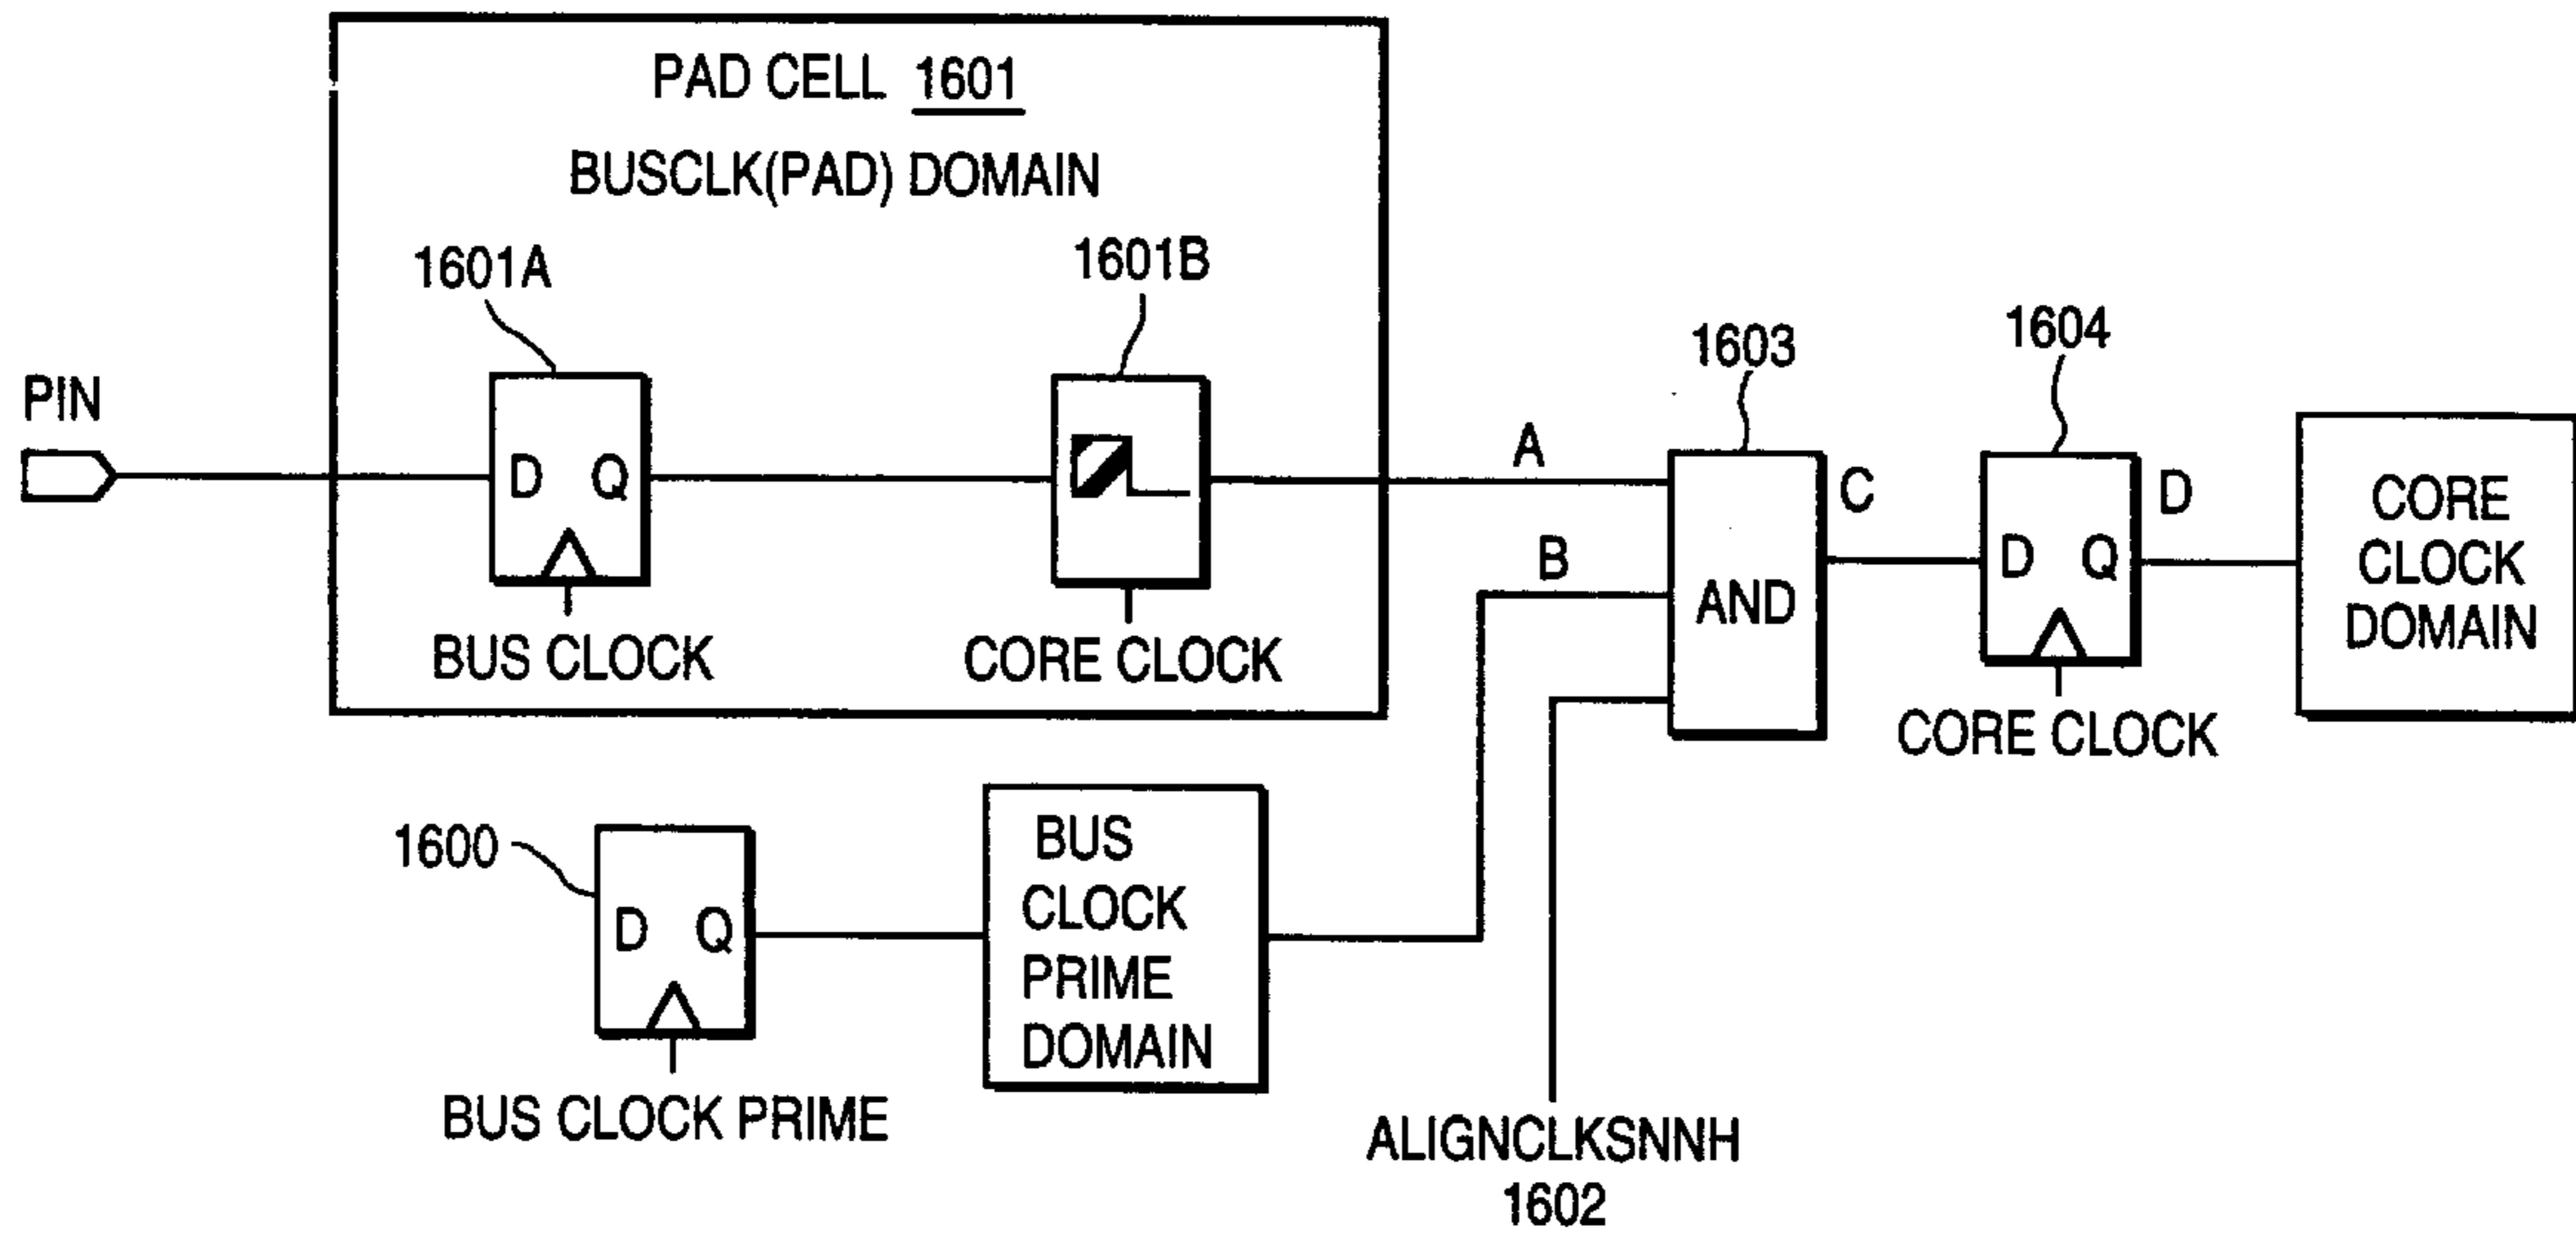 PAD CELL 1601
BUSCLK(PAD) DOMAIN
1601A
1601B
1603
1604
PIN
D Q
BUS CLOCK
CORE CLOCK
A
B
AND
C
D Q
CORE CLOCK
D
CORE
CLOCK
DOMAIN
1600
D Q
BUS CLOCK PRIME
BUS
CLOCK
PRIME
DOMAIN
ALIGNCLKSNNH
1602